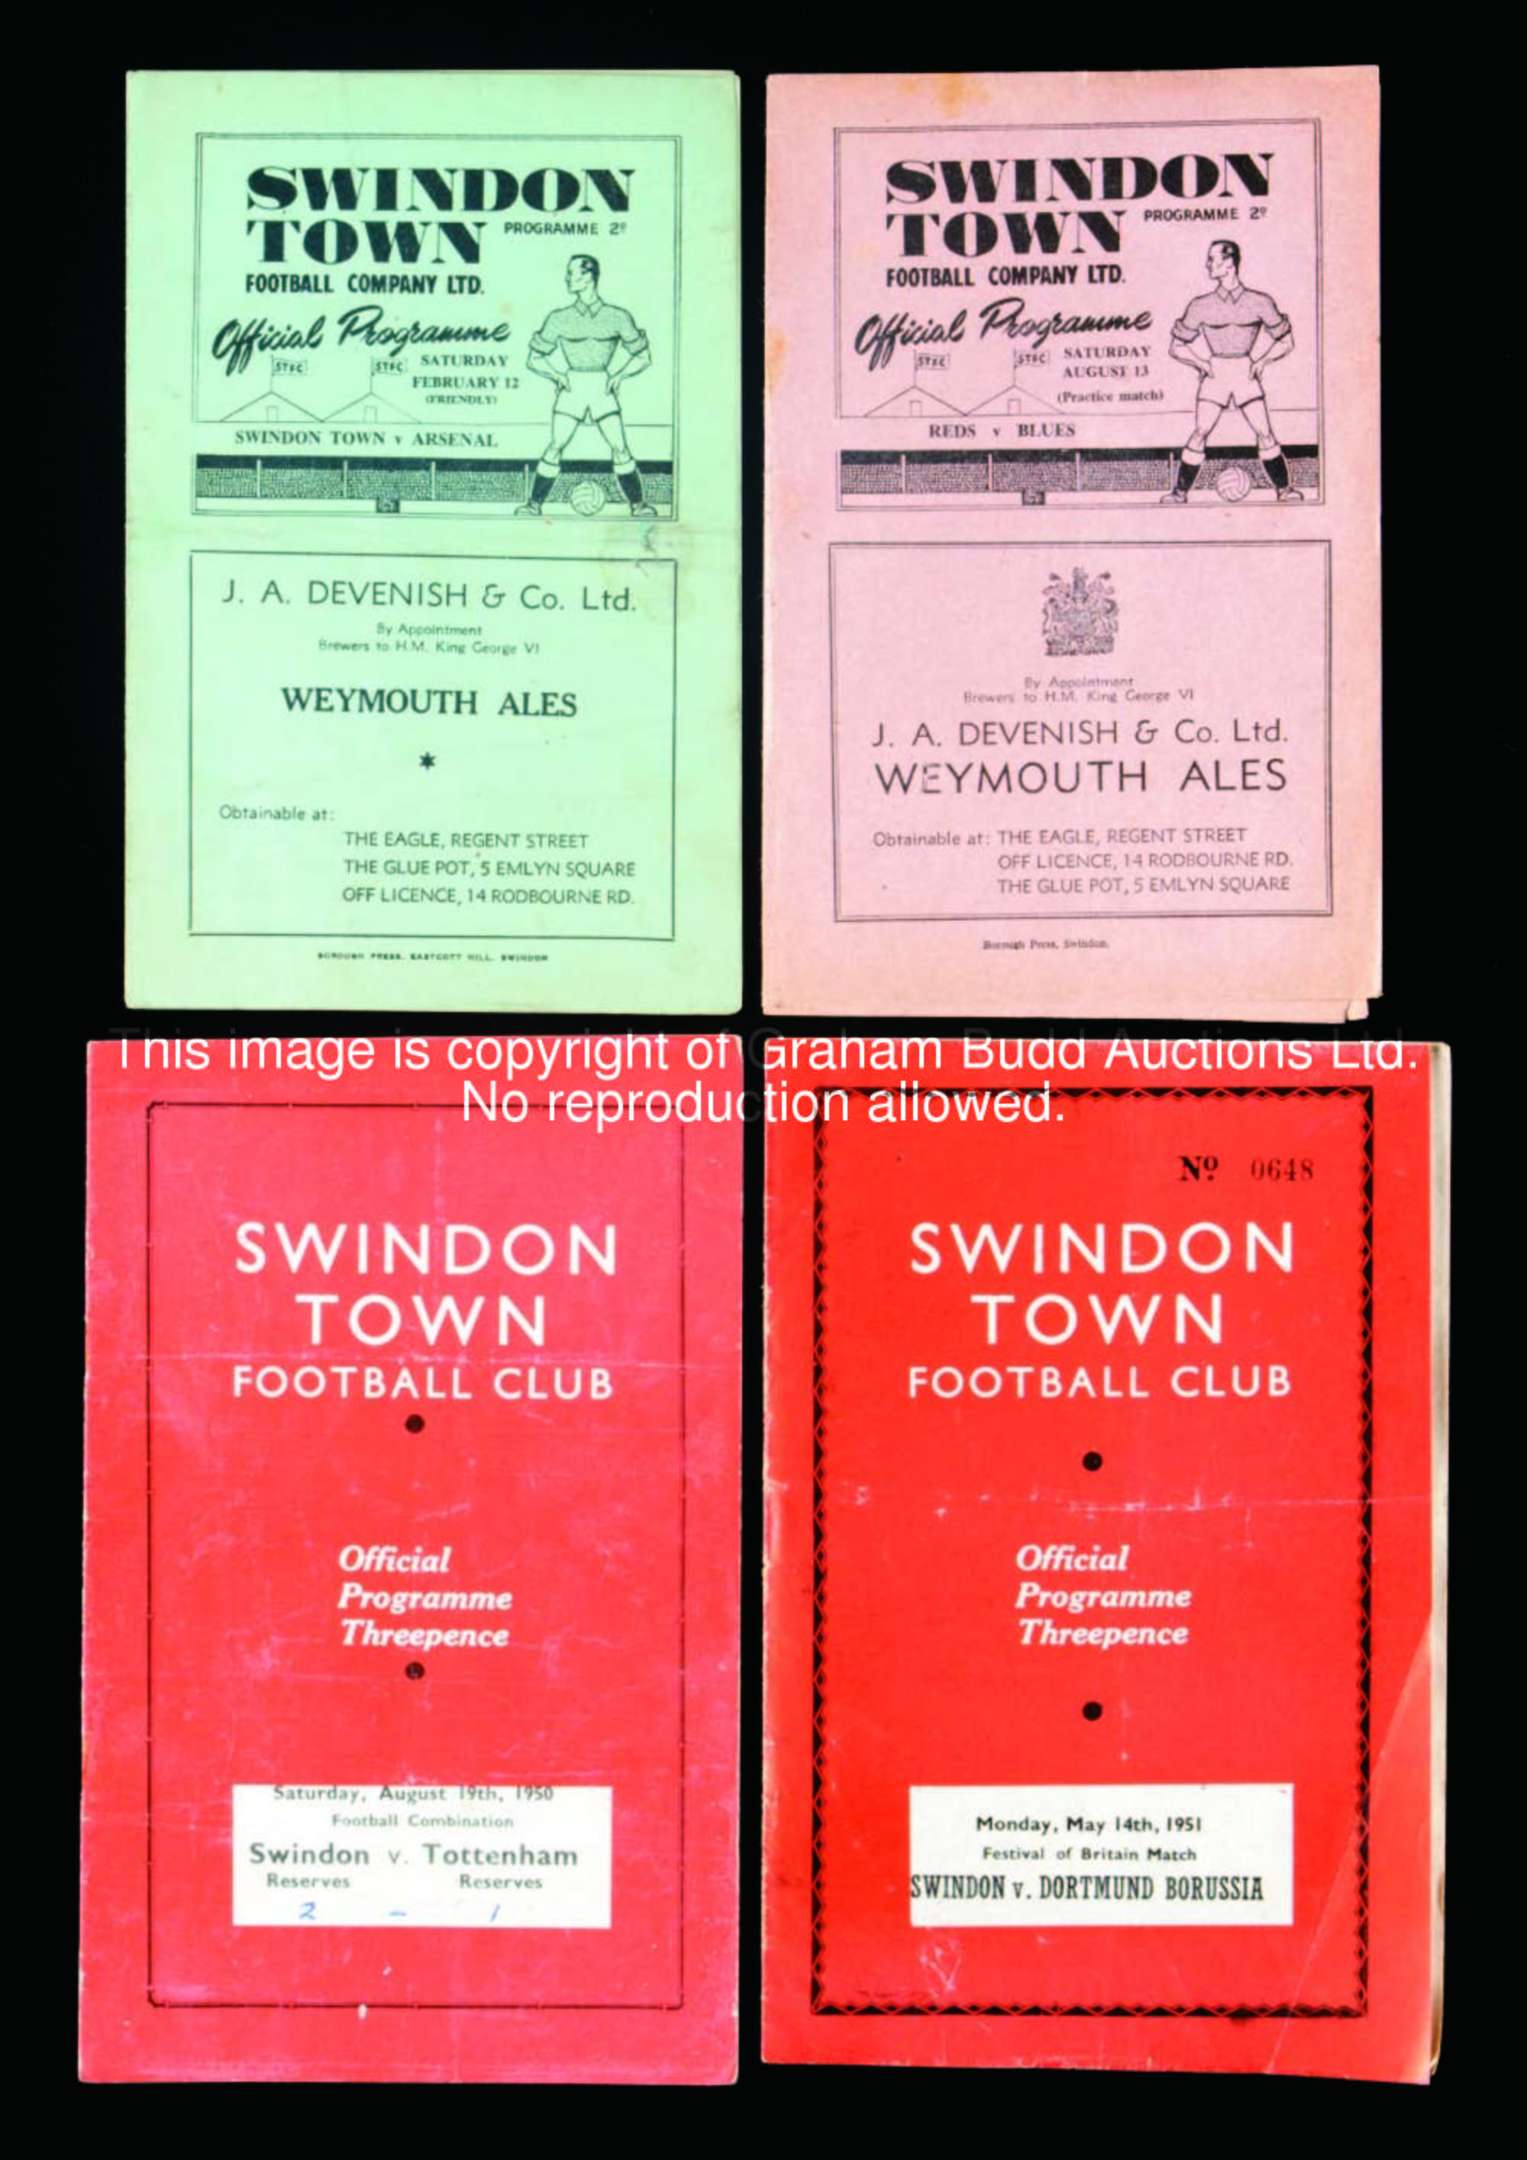 SWINDON
TOWN
PROGRAMME 2D
FOOTBALL COMPANY LTD.
Official Programme
STFC
STFC
SATURDAY
FEBRUARY 12
(FRIENDLY)
SWINDON TOWN v ARSENAL
J. A. DEVENISH & Co. Ltd.
By Appointment
Brewers to H.M. King George VI
WEYMOUTH ALES
*
Obtainable at:
THE EAGLE, REGENT STREET
THE GLUE POT, 5 EMLYN SQUARE
OFF LICENCE, 14 RODBOURNE RD.
BOROUGH PRESS, EASTCOTT HILL, SWINDON
SWINDON
TOWN
PROGRAMME 2D
FOOTBALL COMPANY LTD.
Official Programme
STFC
STFC
SATURDAY
AUGUST 13
(Practice match)
REDS v BLUES
By Appointment
Brewers to H.M. King George VI
J. A. DEVENISH & Co. Ltd.
WEYMOUTH ALES
Obtainable at: THE EAGLE, REGENT STREET
OFF LICENCE, 14 RODBOURNE RD.
THE GLUE POT, 5 EMLYN SQUARE
Borough Press, Swindon.
This image is copyright of Graham Budd Auctions Ltd.
No reproduction allowed.
SWINDON
TOWN
FOOTBALL CLUB
Official
Programme
Threepence
Saturday, August 19th, 1950
Football Combination
Swindon v. Tottenham
Reserves Reserves
2 - 1
Nº 0648
SWINDON
TOWN
FOOTBALL CLUB
Official
Programme
Threepence
Monday, May 14th, 1951
Festival of Britain Match
SWINDON v. DORTMUND BORUSSIA